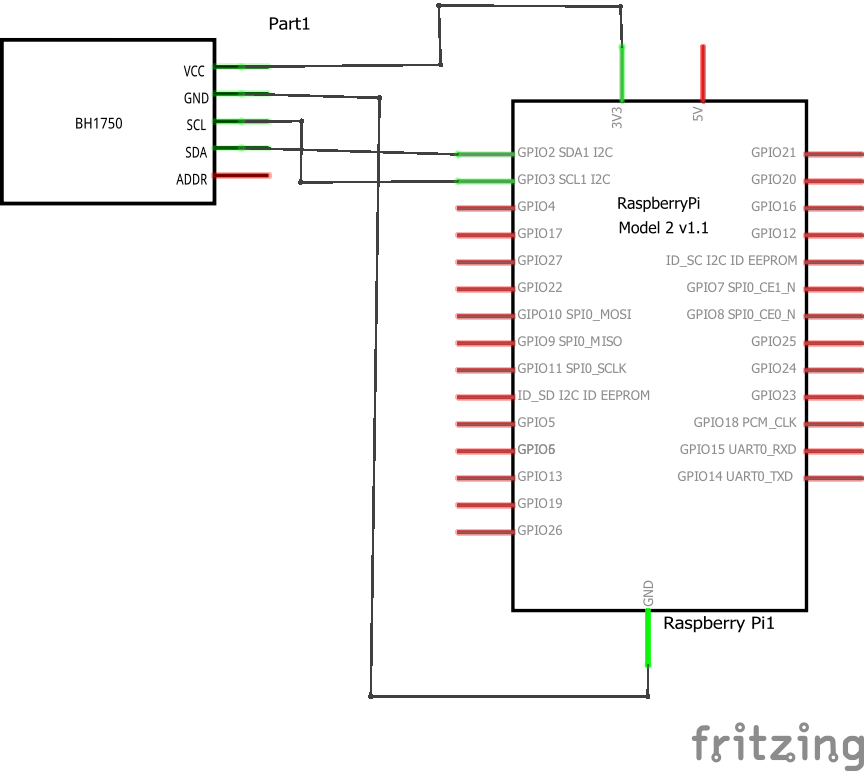 Part1
VCC
GND
SCL
SDA
ADDR
BH1750
3V3
5V
GPIO2 SDA1 I2C
GPIO3 SCL1 I2C
GPIO4
GPIO17
GPIO27
GPIO22
GIPO10 SPI0_MOSI
GPIO9 SPI0_MISO
GPIO11 SPI0_SCLK
ID_SD I2C ID EEPROM
GPIO5
GPIO6
GPIO13
GPIO19
GPIO26
RaspberryPi
Model 2 v1.1
GPIO21
GPIO20
GPIO16
GPIO12
ID_SC I2C ID EEPROM
GPIO7 SPI0_CE1_N
GPIO8 SPI0_CE0_N
GPIO25
GPIO24
GPIO23
GPIO18 PCM_CLK
GPIO15 UART0_RXD
GPIO14 UART0_TXD
GND
Raspberry Pi1
fritzing